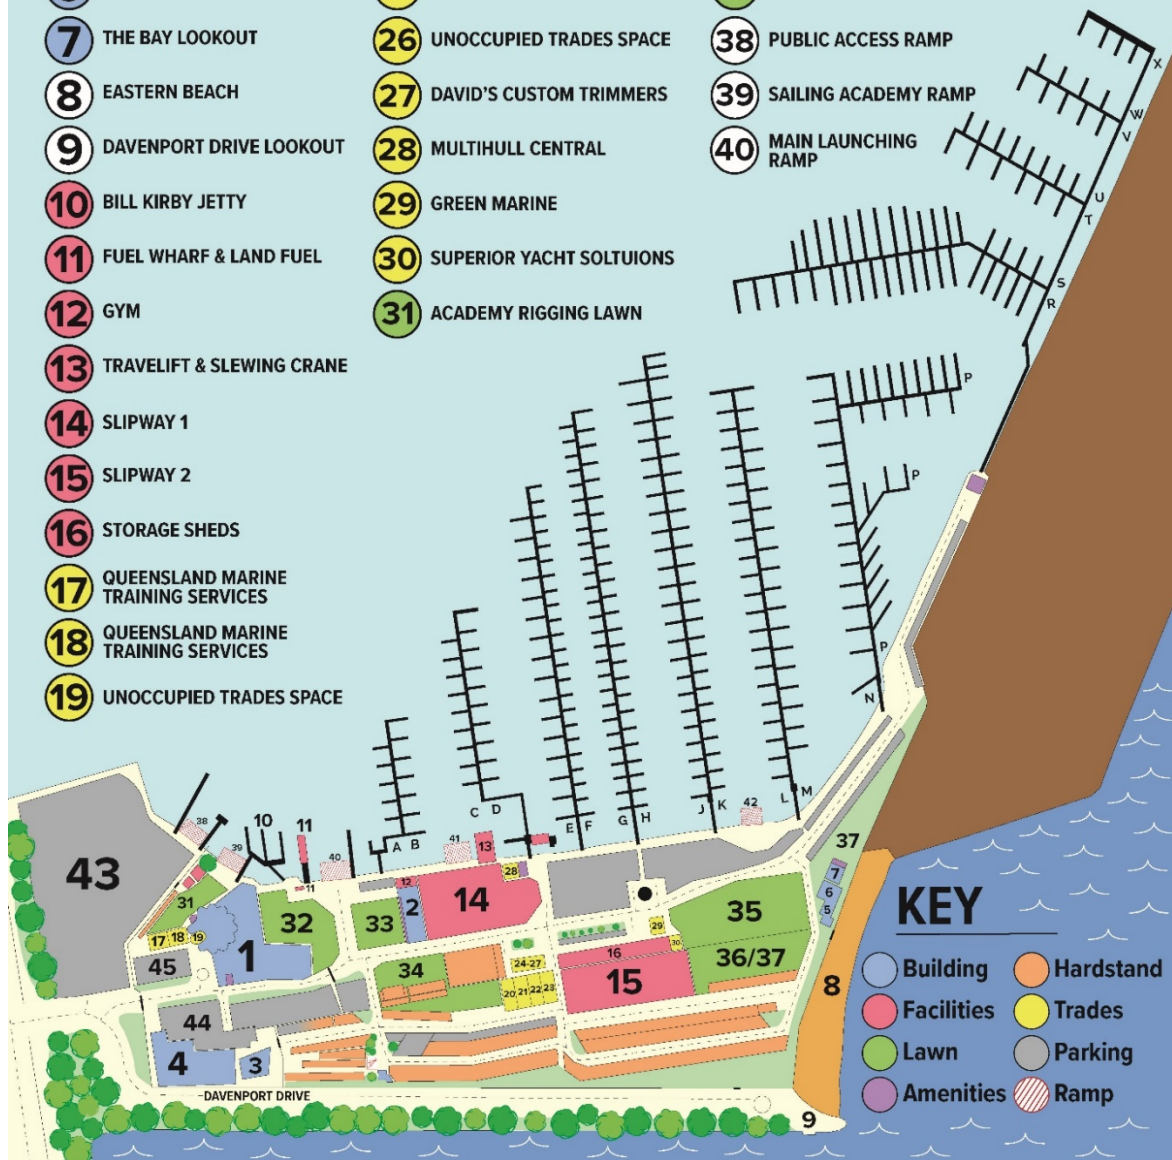 7 THE BAY LOOKOUT
8 EASTERN BEACH
9 DAVENPORT DRIVE LOOKOUT
10 BILL KIRBY JETTY
11 FUEL WHARF & LAND FUEL
12 GYM
13 TRAVELIFT & SLEWING CRANE
14 SLIPWAY 1
15 SLIPWAY 2
16 STORAGE SHEDS
17 QUEENSLAND MARINE
TRAINING SERVICES
18 QUEENSLAND MARINE
TRAINING SERVICES
19 UNOCCUPIED TRADES SPACE
26 UNOCCUPIED TRADES SPACE
27 DAVID'S CUSTOM TRIMMERS
28 MULTIHULL CENTRAL
29 GREEN MARINE
30 SUPERIOR YACHT SOLTUIONS
31 ACADEMY RIGGING LAWN
38 PUBLIC ACCESS RAMP
39 SAILING ACADEMY RAMP
40 MAIN LAUNCHING
RAMP
X
W
V
U
T
S
R
P
P
P
N
M
L
K
J
H
G
F
E
D
C
B
A
38
39
10
11
11
40
41
13
42
43
31
17
18
19
45
1
32
33
12
2
14
28
34
24-27
20
21
22
23
16
15
29
30
35
36/37
37
7
6
5
8
44
4
3
9
DAVENPORT DRIVE
KEY
Building
Hardstand
Facilities
Trades
Lawn
Parking
Amenities
Ramp